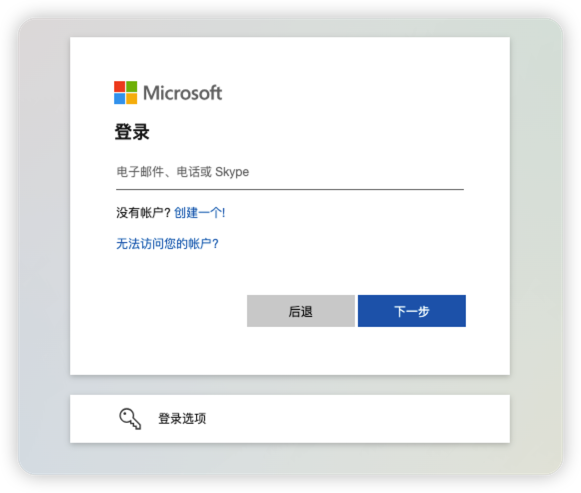 Microsoft
登录
电子邮件、电话或 Skype
没有帐户? 创建一个!
无法访问您的帐户?
后退 下一步
登录选项